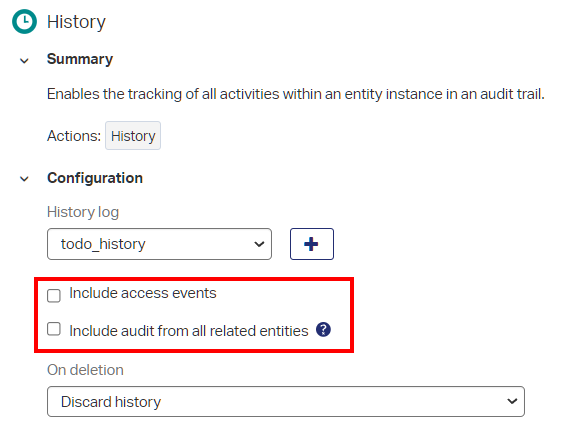 History
Summary
Enables the tracking of all activities within an entity instance in an audit trail.
Actions: History
Configuration
History log
todo_history
Include access events
Include audit from all related entities ?
On deletion
Discard history